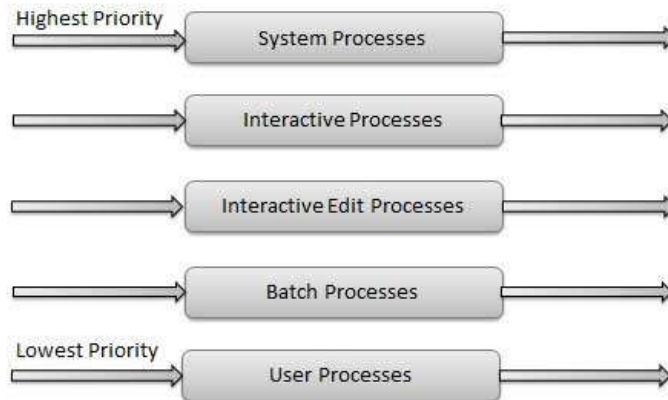 Highest Priority
System Processes
Interactive Processes
Interactive Edit Processes
Batch Processes
Lowest Priority
User Processes